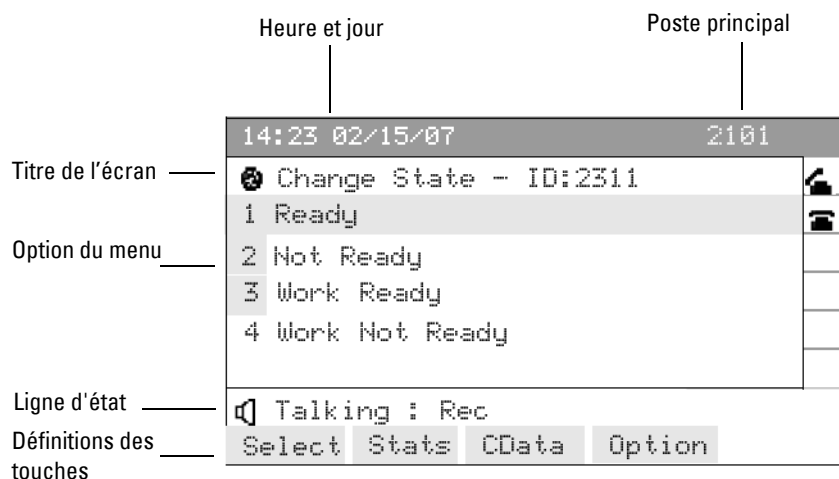 Heure et jour
Poste principal
14:23 02/15/07 2101
Titre de l'écran
Change State - ID:2311
1 Ready
Option du menu
2 Not Ready
3 Work Ready
4 Work Not Ready
Ligne d'état
Talking : Rec
Définitions des
touches
Select Stats CData Option